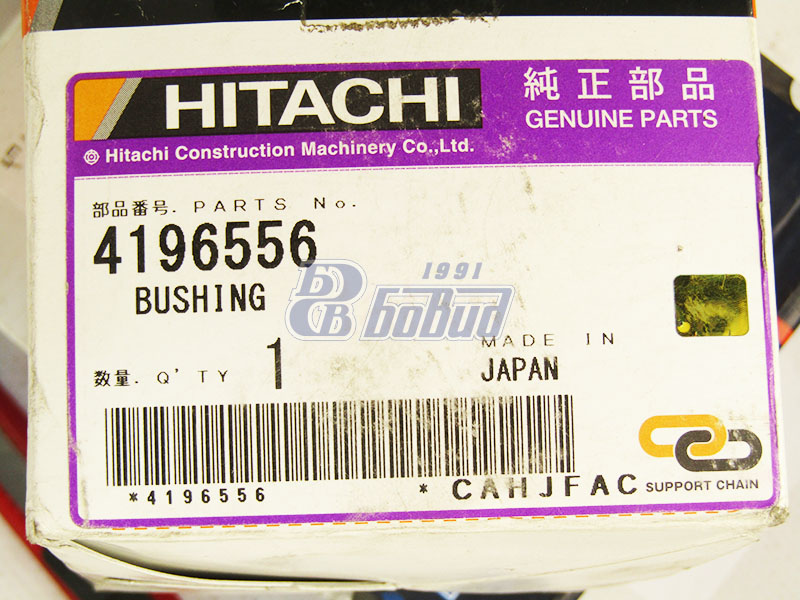 HITACHI
純正部品
GENUINE PARTS
Hitachi Construction Machinery Co.,Ltd.
部品番号. PARTS No.
4196556
BUSHING
1991
BB bobud
数量. Q'TY 1
MADE IN
JAPAN
*4196556 *
CAHJFAC
SUPPORT CHAIN